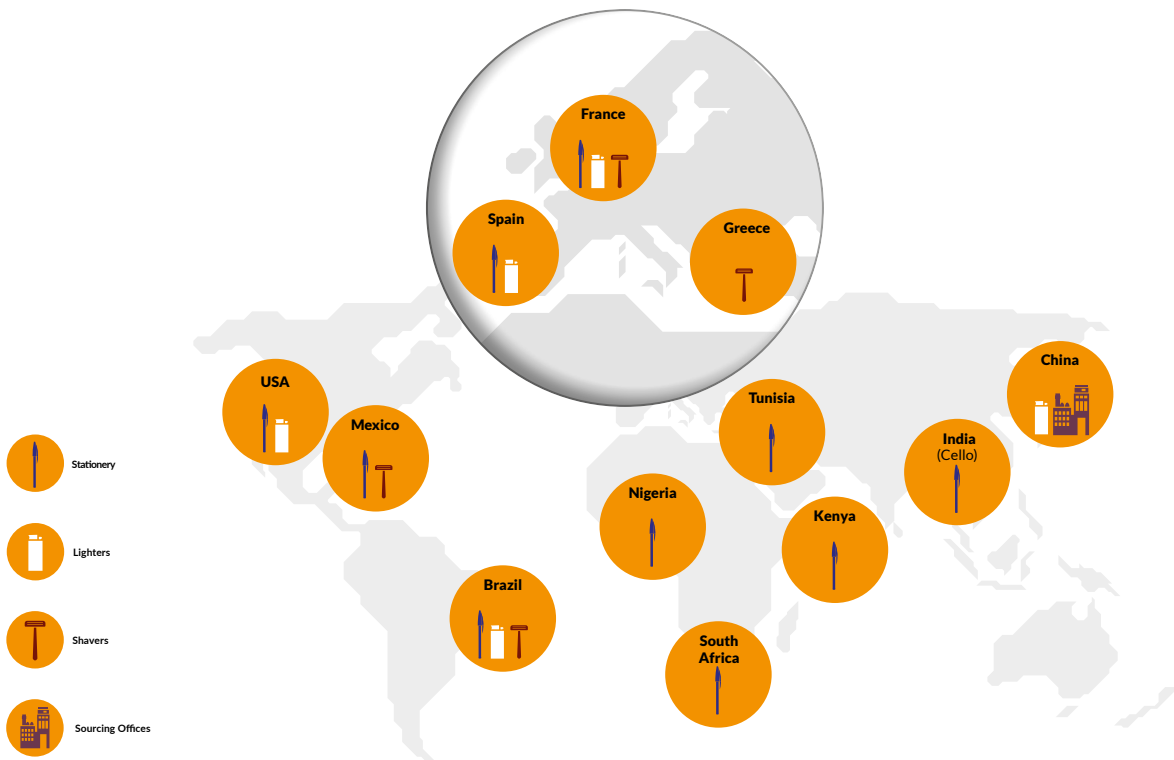 France
Spain
Greece
USA
Mexico
Tunisia
China
India
(Cello)
Nigeria
Kenya
Brazil
South
Africa
Stationery
Lighters
Shavers
Sourcing Offices